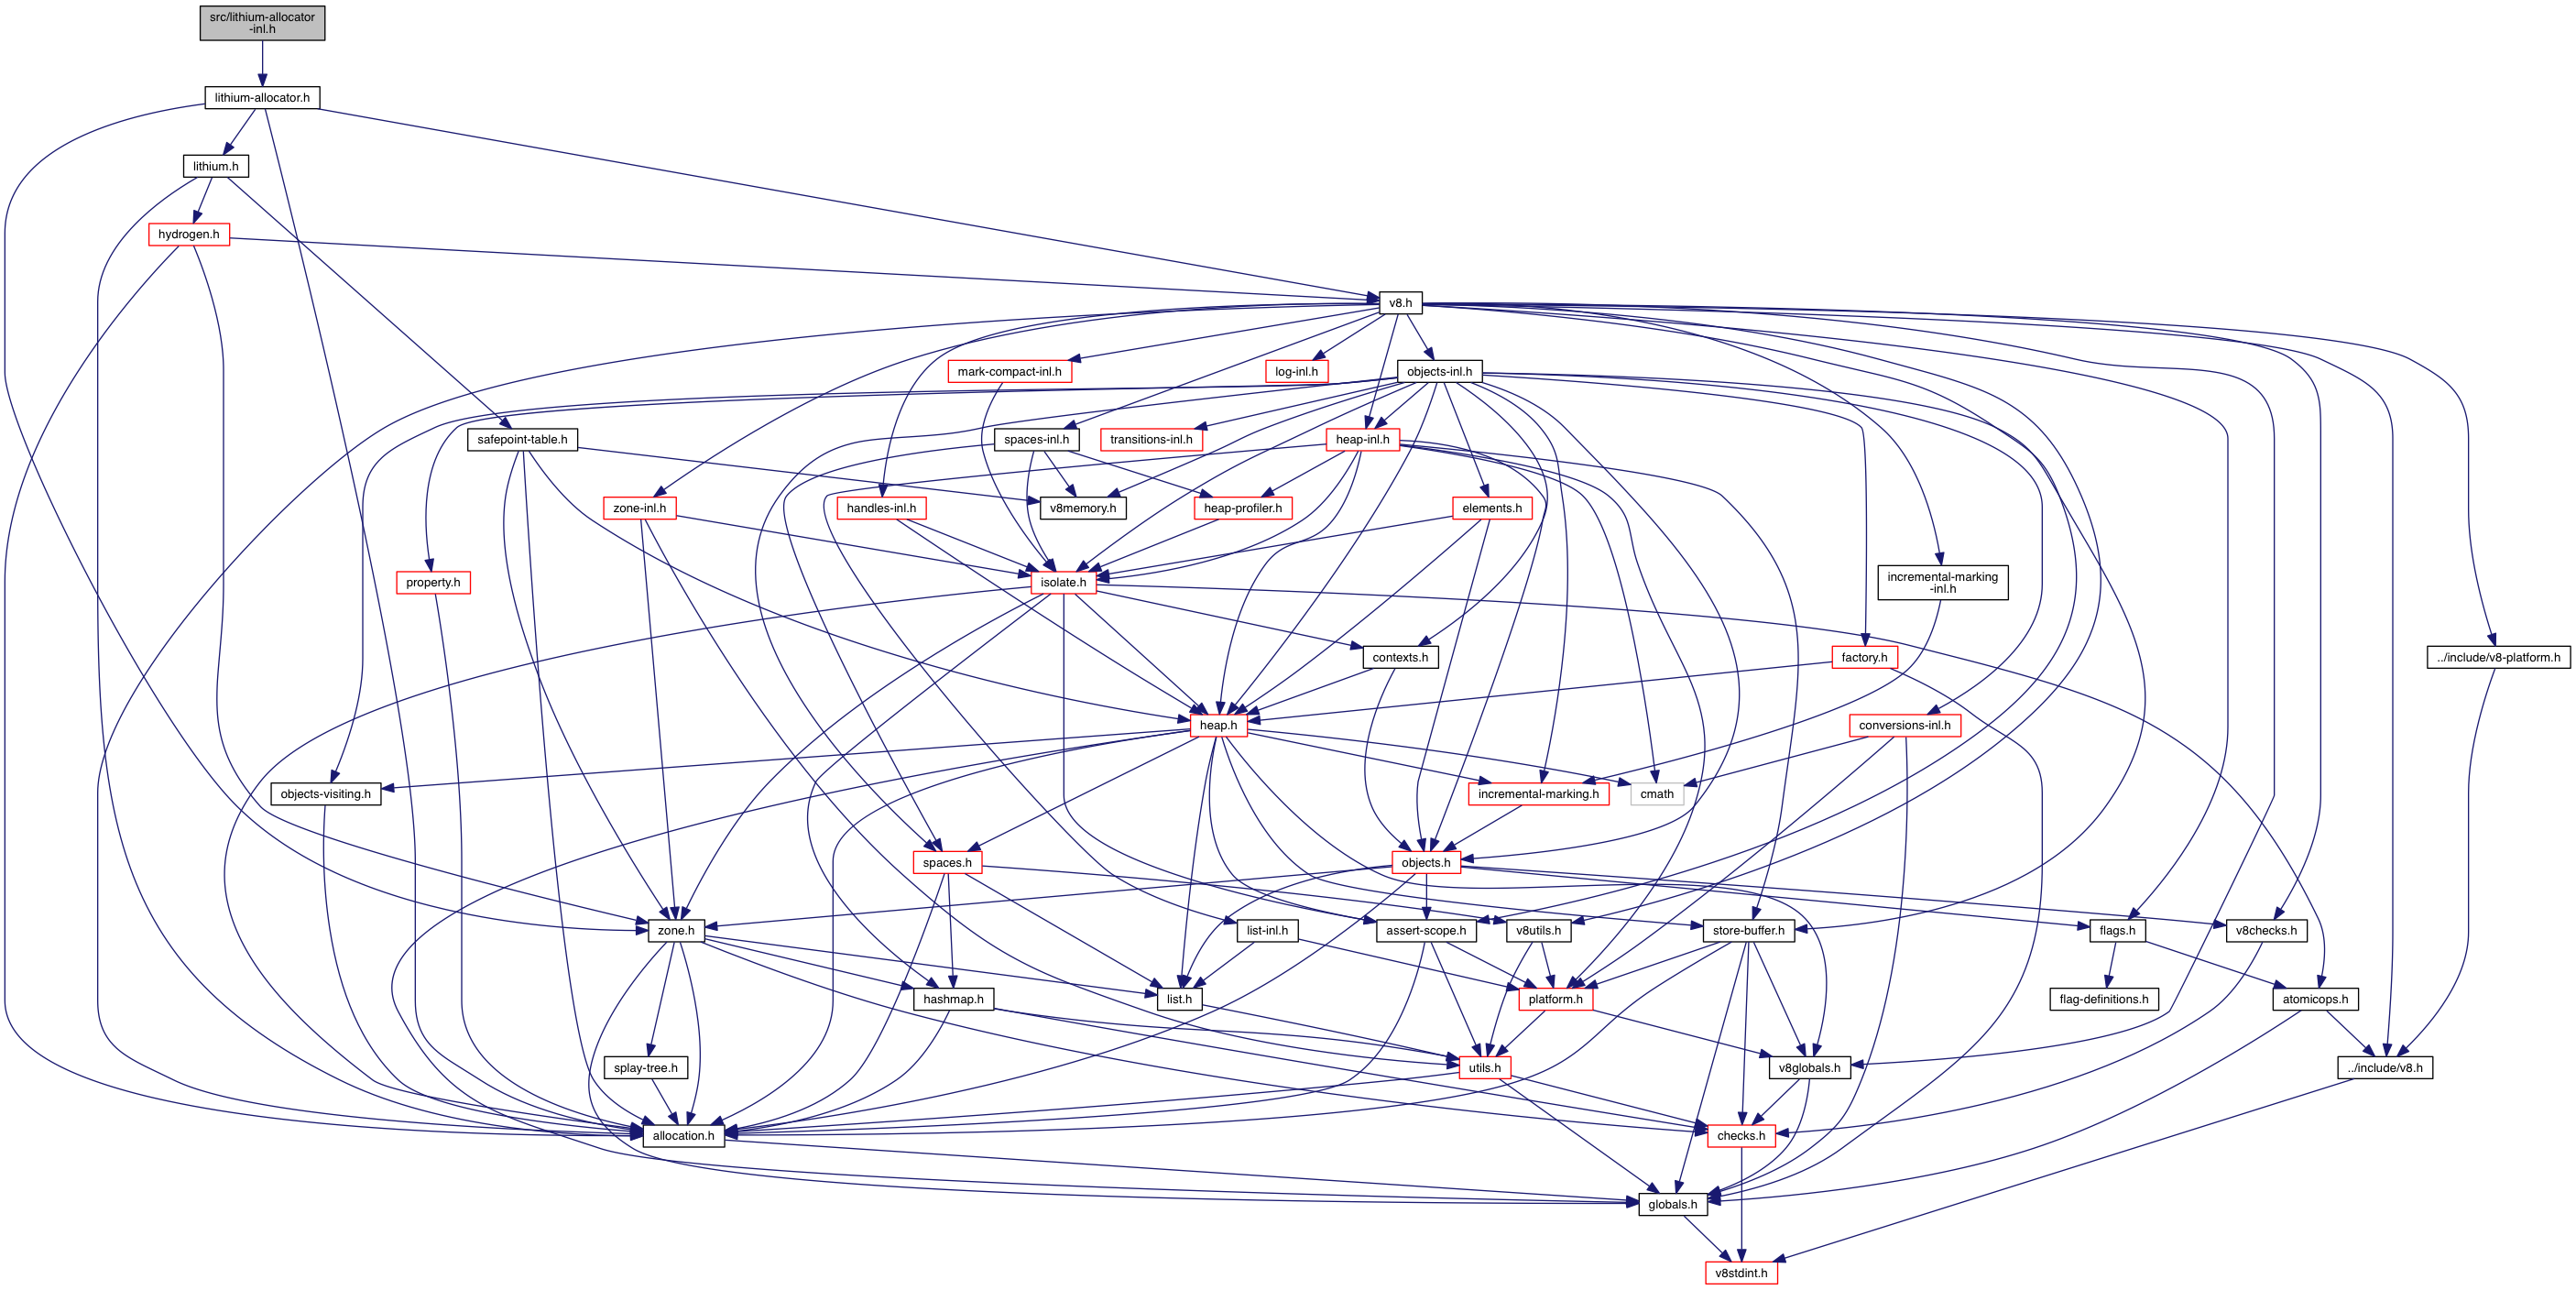 src/lithium-allocator
-inl.h
lithium-allocator.h
lithium.h
hydrogen.h
v8.h
mark-compact-inl.h
log-inl.h
objects-inl.h
safepoint-table.h
spaces-inl.h
transitions-inl.h
heap-inl.h
zone-inl.h
handles-inl.h
v8memory.h
heap-profiler.h
elements.h
property.h
isolate.h
incremental-marking
-inl.h
contexts.h
factory.h
../include/v8-platform.h
heap.h
conversions-inl.h
objects-visiting.h
incremental-marking.h
cmath
spaces.h
objects.h
zone.h
list-inl.h
assert-scope.h
v8utils.h
store-buffer.h
flags.h
v8checks.h
hashmap.h
list.h
platform.h
flag-definitions.h
atomicops.h
splay-tree.h
utils.h
v8globals.h
../include/v8.h
allocation.h
checks.h
globals.h
v8stdint.h